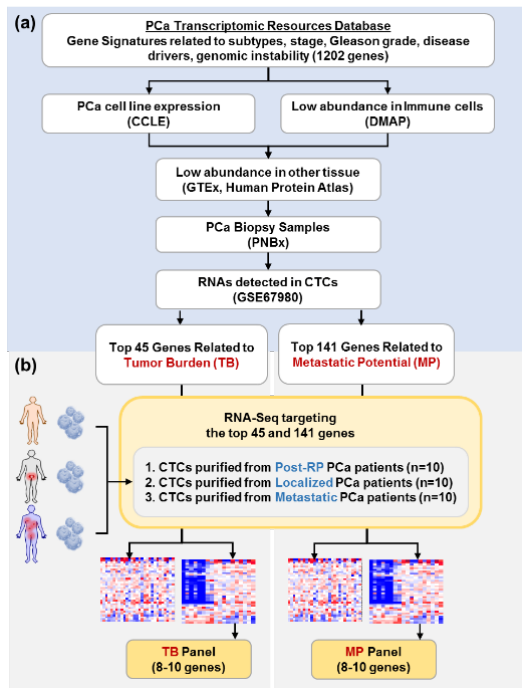 (a)
PCa Transcriptomic Resources Database
Gene Signatures related to subtypes, stage, Gleason grade, disease
drivers, genomic instability (1202 genes)
PCa cell line expression
(CCLE)
Low abundance in Immune cells
(DMAP)
Low abundance in other tissue
(GTEx, Human Protein Atlas)
PCa Biopsy Samples
(PNBx)
RNAs detected in CTCs
(GSE67980)
Top 45 Genes Related to
Tumor Burden (TB)
Top 141 Genes Related to
Metastatic Potential (MP)
(b)
RNA-Seq targeting
the top 45 and 141 genes
1. CTCs purified from Post-RP PCa patients (n=10)
2. CTCs purified from Localized PCa patients (n=10)
3. CTCs purified from Metastatic PCa patients (n=10)
TB Panel
(8-10 genes)
MP Panel
(8-10 genes)